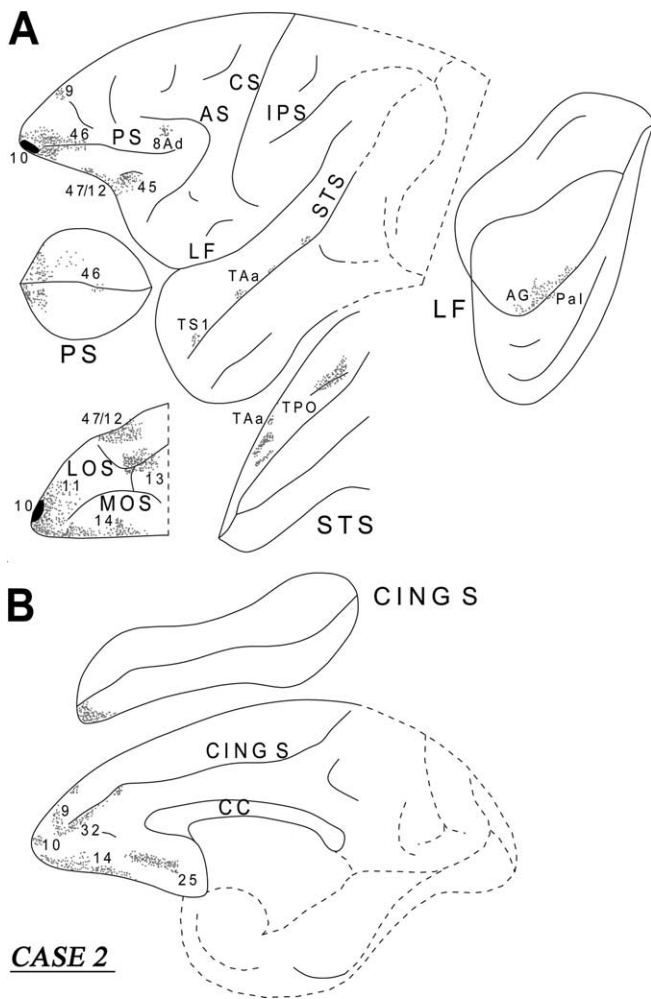 A
CS
9
AS
IPS
46
PS
8Ad
10
47/12
45
STS
LF
TAa
46
TS1
PS
AG
PaI
LF
47/12
TAa
TPO
LOS
13
11
10
MOS
14
STS
B
CING S
CING S
9
CC
32
10
14
25
CASE 2